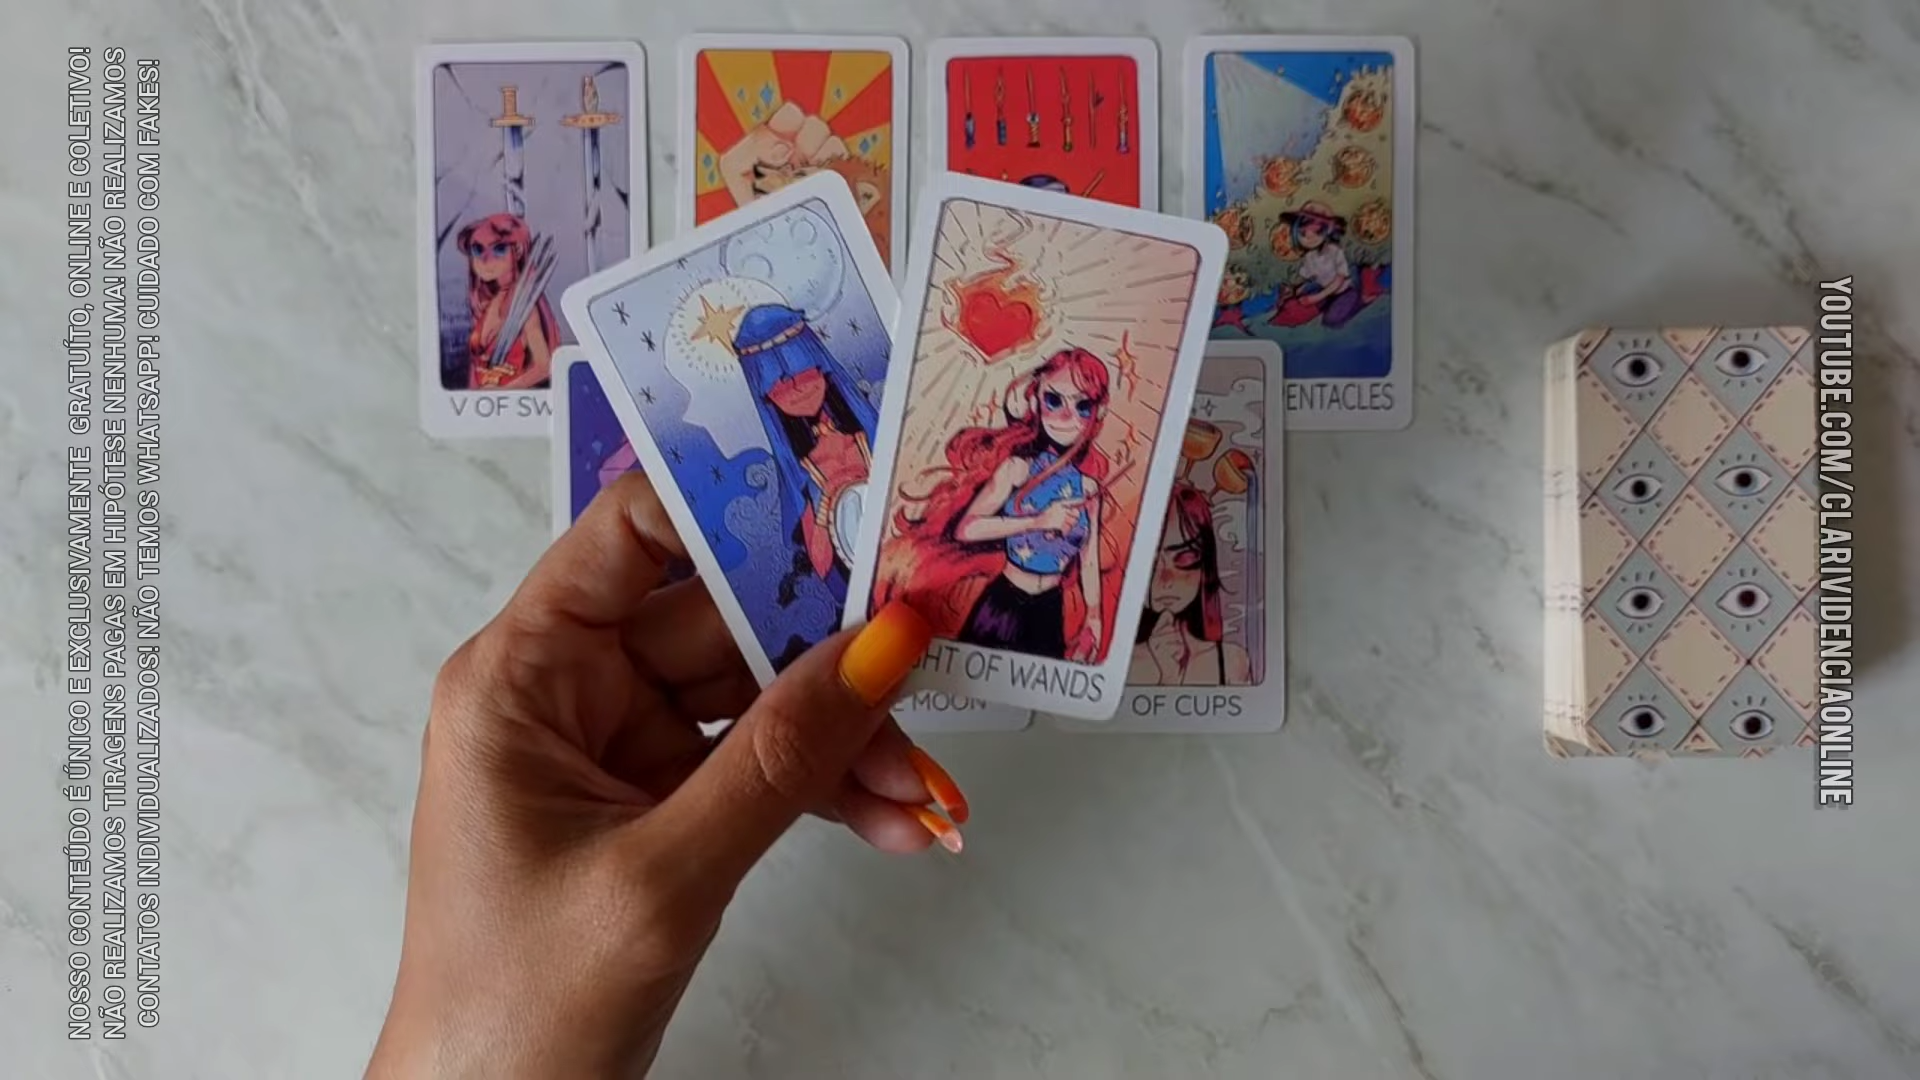 NOSSO CONTEÚDO É ÚNICO E EXCLUSIVAMENTE GRATUÍTO, ONLINE E COLETIVO!
NÃO REALIZAMOS TIRAGENS PAGAS EM HIPÓTESE NENHUMA! NÃO REALIZAMOS
CONTATOS INDIVIDUALIZADOS! NÃO TEMOS WHATSAPP! CUIDADO COM FAKES!
V OF SW
ENTACLES
GHT OF WANDS
MOON
OF CUPS
YOUTUBE.COM/CLARIVIDENCIAONLINE